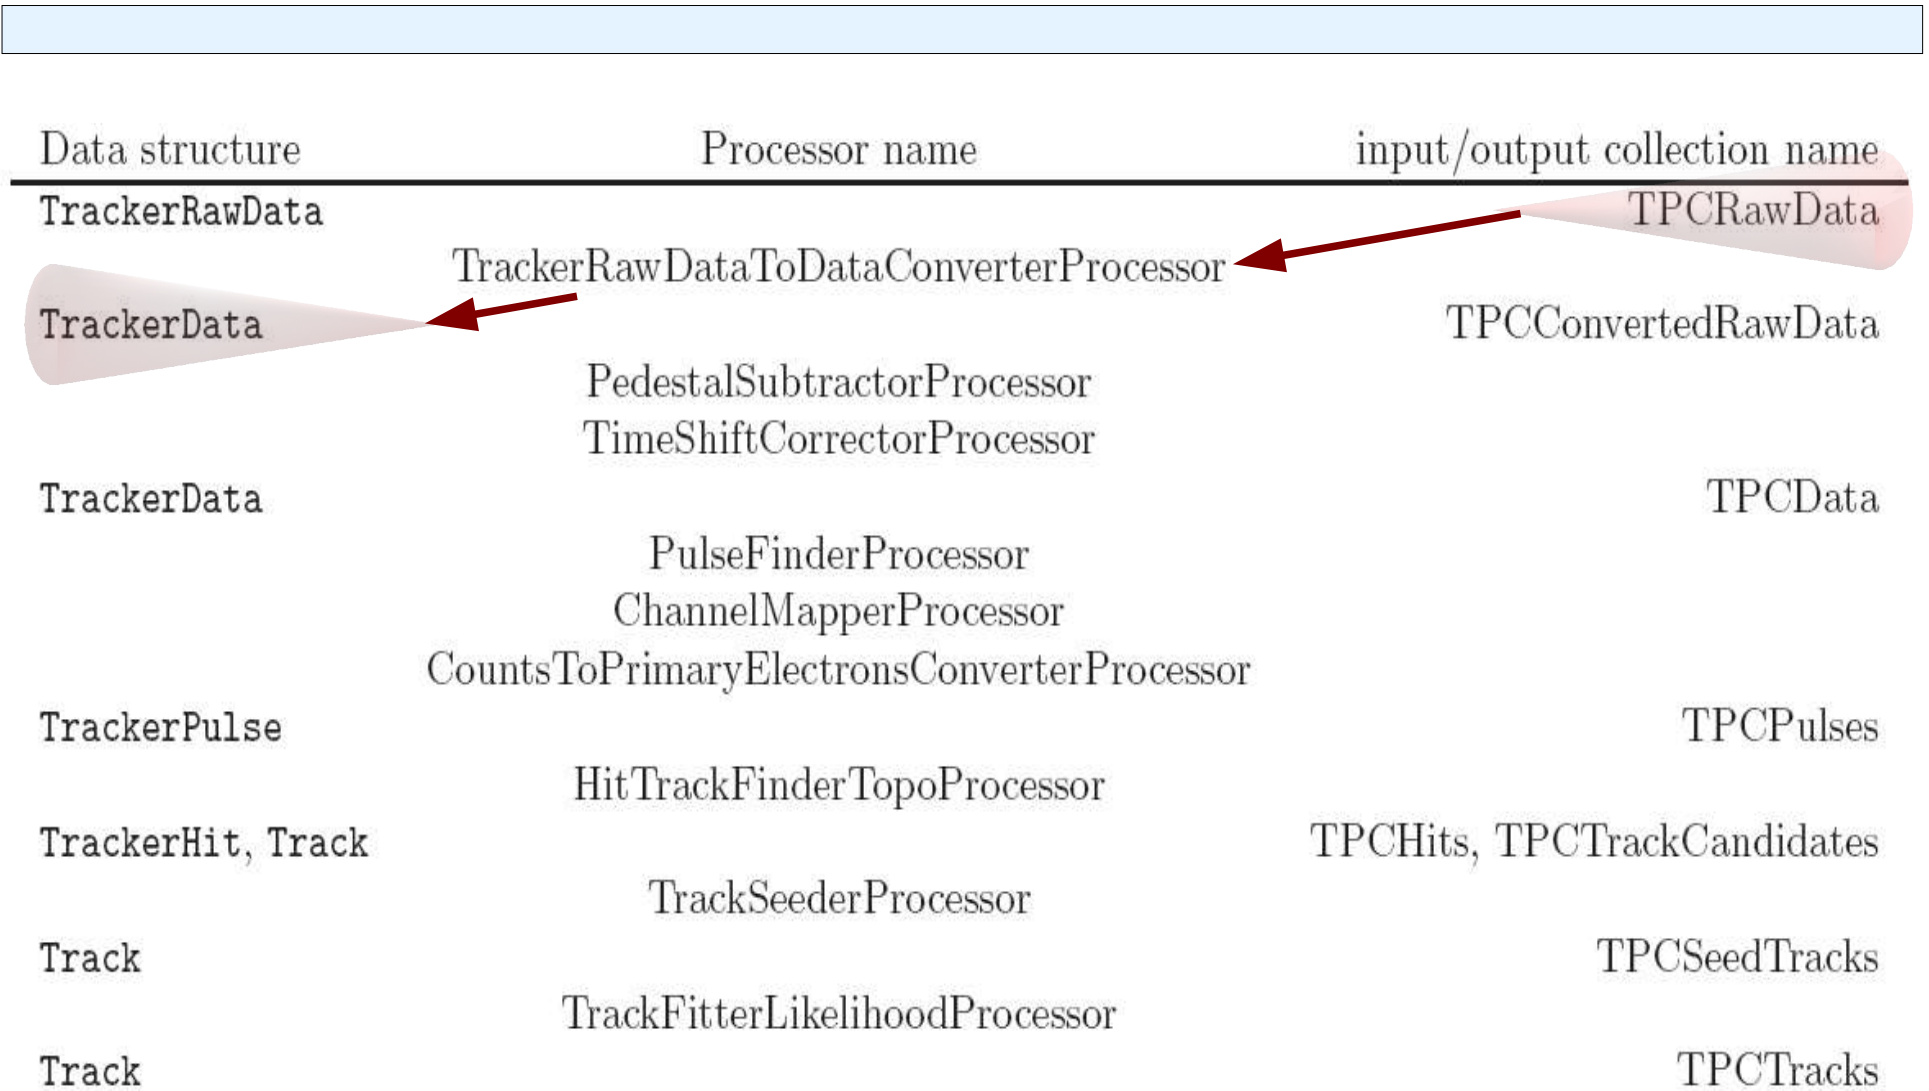 Data structure Processor name input/output collection name
TrackerRawData TPCRawData
TrackerRawDataToDataConverterProcessor
TrackerData TPCConvertedRawData
PedestalSubtractorProcessor
TimeShiftCorrectorProcessor
TrackerData TPCData
PulseFinderProcessor
ChannelMapperProcessor
CountsToPrimaryElectronsConverterProcessor
TrackerPulse TPCPulses
HitTrackFinderTopoProcessor
TrackerHit, Track TPCHits, TPCTrackCandidates
TrackSeederProcessor
Track TPCSeedTracks
TrackFitterLikelihoodProcessor
Track TPCTracks